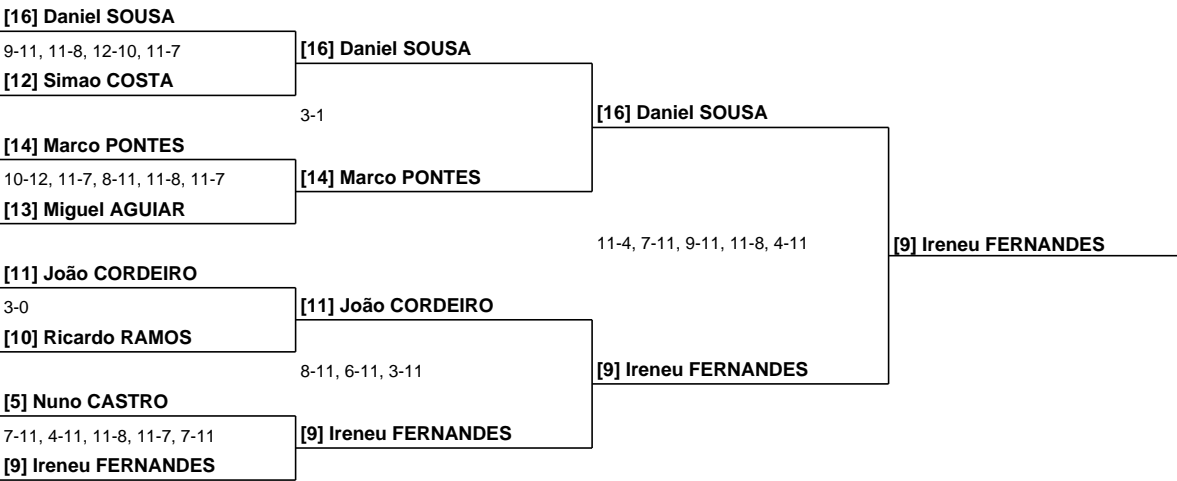 [16] Daniel SOUSA
9-11, 11-8, 12-10, 11-7
[12] Simao COSTA
[14] Marco PONTES
10-12, 11-7, 8-11, 11-8, 11-7
[13] Miguel AGUIAR
[11] João CORDEIRO
3-0
[10] Ricardo RAMOS
[5] Nuno CASTRO
7-11, 4-11, 11-8, 11-7, 7-11
[9] Ireneu FERNANDES
[16] Daniel SOUSA
3-1
[14] Marco PONTES
[11] João CORDEIRO
8-11, 6-11, 3-11
[9] Ireneu FERNANDES
[16] Daniel SOUSA
11-4, 7-11, 9-11, 11-8, 4-11
[9] Ireneu FERNANDES
[9] Ireneu FERNANDES